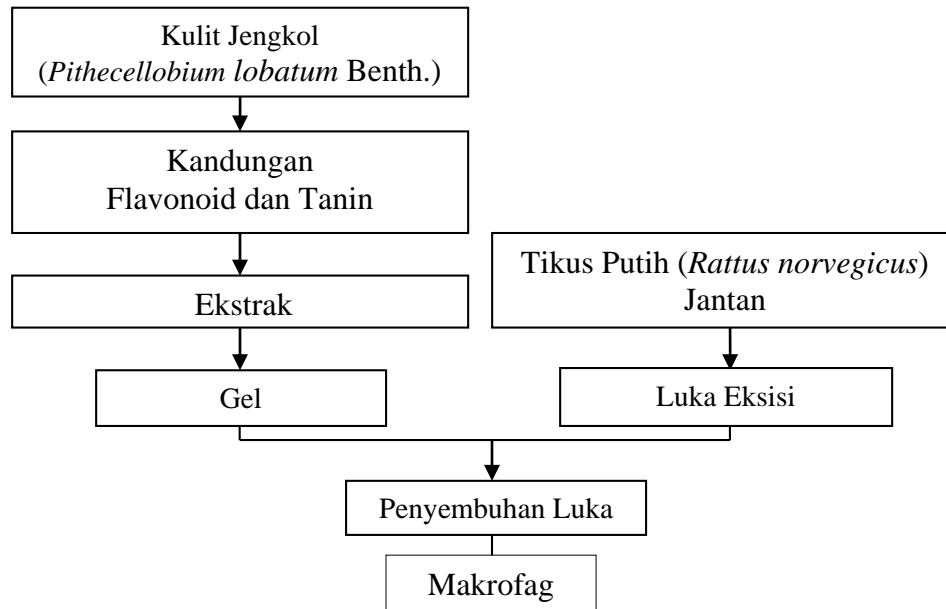 Kulit Jengkol
(Pithecellobium lobatum Benth.)
Kandungan
Flavonoid dan Tanin
Ekstrak
Gel
Tikus Putih (Rattus norvegicus)
Jantan
Luka Eksisi
Penyembuhan Luka
Makrofag